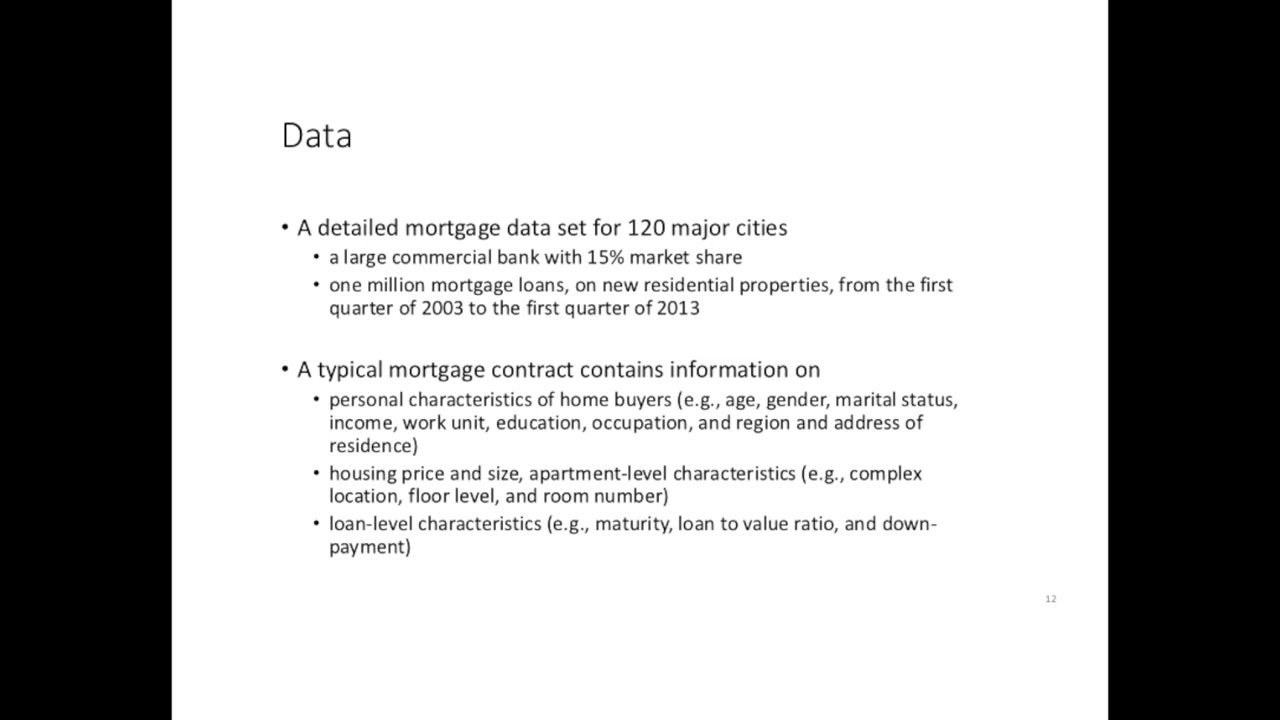 Data
• A detailed mortgage data set for 120 major cities
• a large commercial bank with 15% market share
• one million mortgage loans, on new residential properties, from the first
quarter of 2003 to the first quarter of 2013
• A typical mortgage contract contains information on
• personal characteristics of home buyers (e.g., age, gender, marital status,
income, work unit, education, occupation, and region and address of
residence)
• housing price and size, apartment-level characteristics (e.g., complex
location, floor level, and room number)
• loan-level characteristics (e.g., maturity, loan to value ratio, and down-
payment)
12